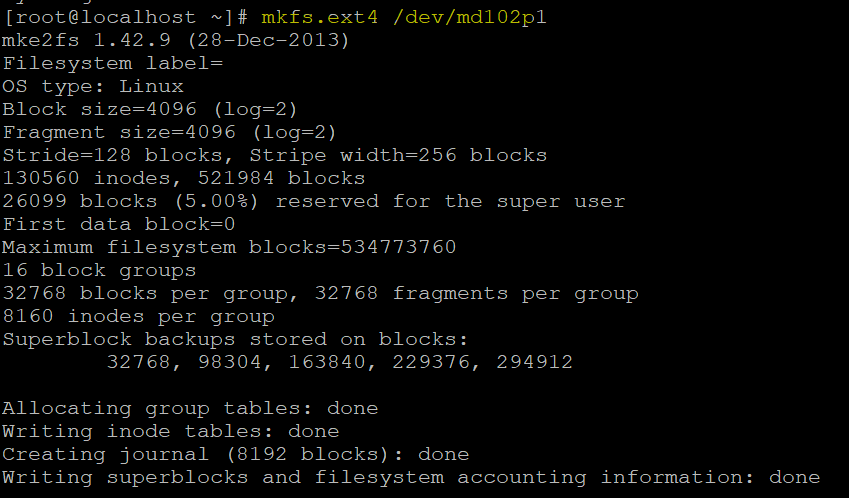 [root@localhost ~]# mkfs.ext4 /dev/md102p1
mke2fs 1.42.9 (28-Dec-2013)
Filesystem label=
OS type: Linux
Block size=4096 (log=2)
Fragment size=4096 (log=2)
Stride=128 blocks, Stripe width=256 blocks
130560 inodes, 521984 blocks
26099 blocks (5.00%) reserved for the super user
First data block=0
Maximum filesystem blocks=534773760
16 block groups
32768 blocks per group, 32768 fragments per group
8160 inodes per group
Superblock backups stored on blocks:
        32768, 98304, 163840, 229376, 294912

Allocating group tables: done
Writing inode tables: done
Creating journal (8192 blocks): done
Writing superblocks and filesystem accounting information: done